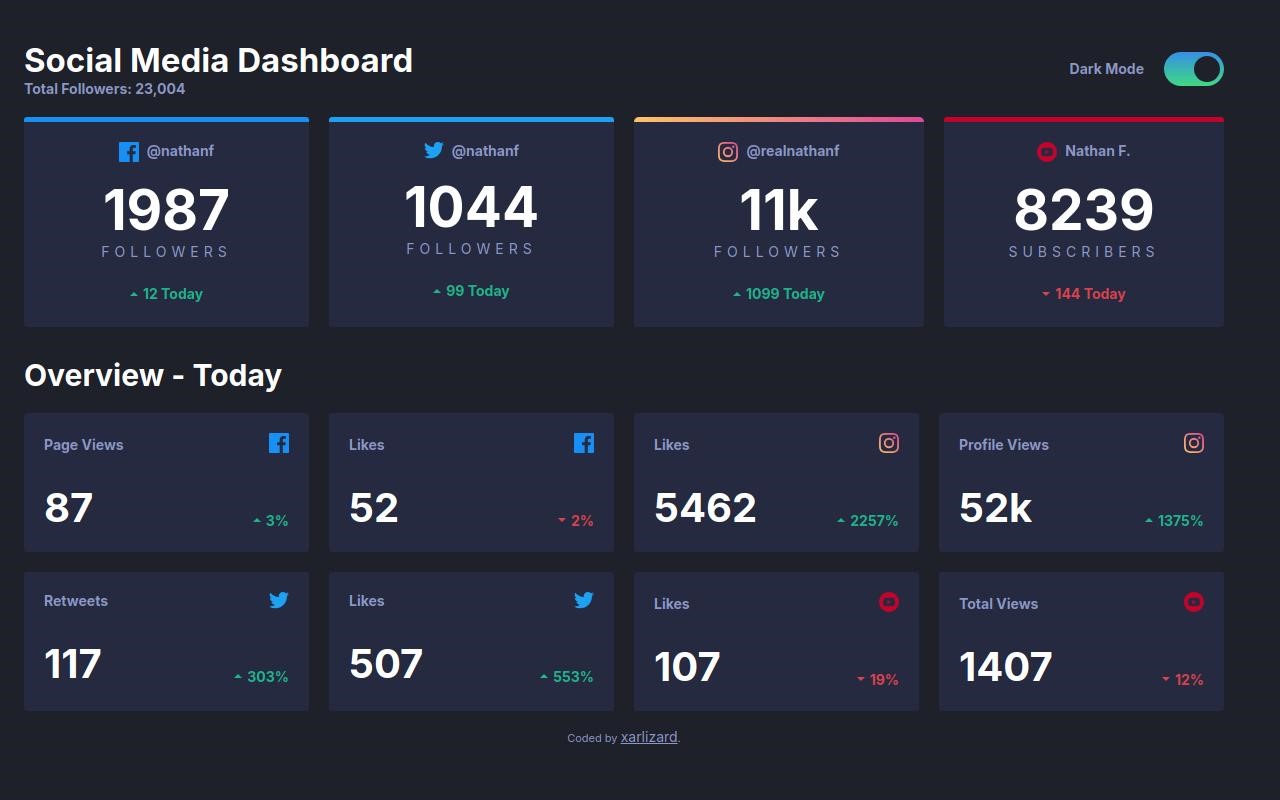 Social Media Dashboard
Total Followers: 23,004
Dark Mode
@nathanf
1987
FOLLOWERS
12 Today
@nathanf
1044
FOLLOWERS
99 Today
@realnathanf
11k
FOLLOWERS
1099 Today
Nathan F.
8239
SUBSCRIBERS
144 Today
Overview - Today
Page Views
87
3%
Likes
52
2%
Likes
5462
2257%
Profile Views
52k
1375%
Retweets
117
303%
Likes
507
553%
Likes
107
19%
Total Views
1407
12%
Coded by xarlizard.